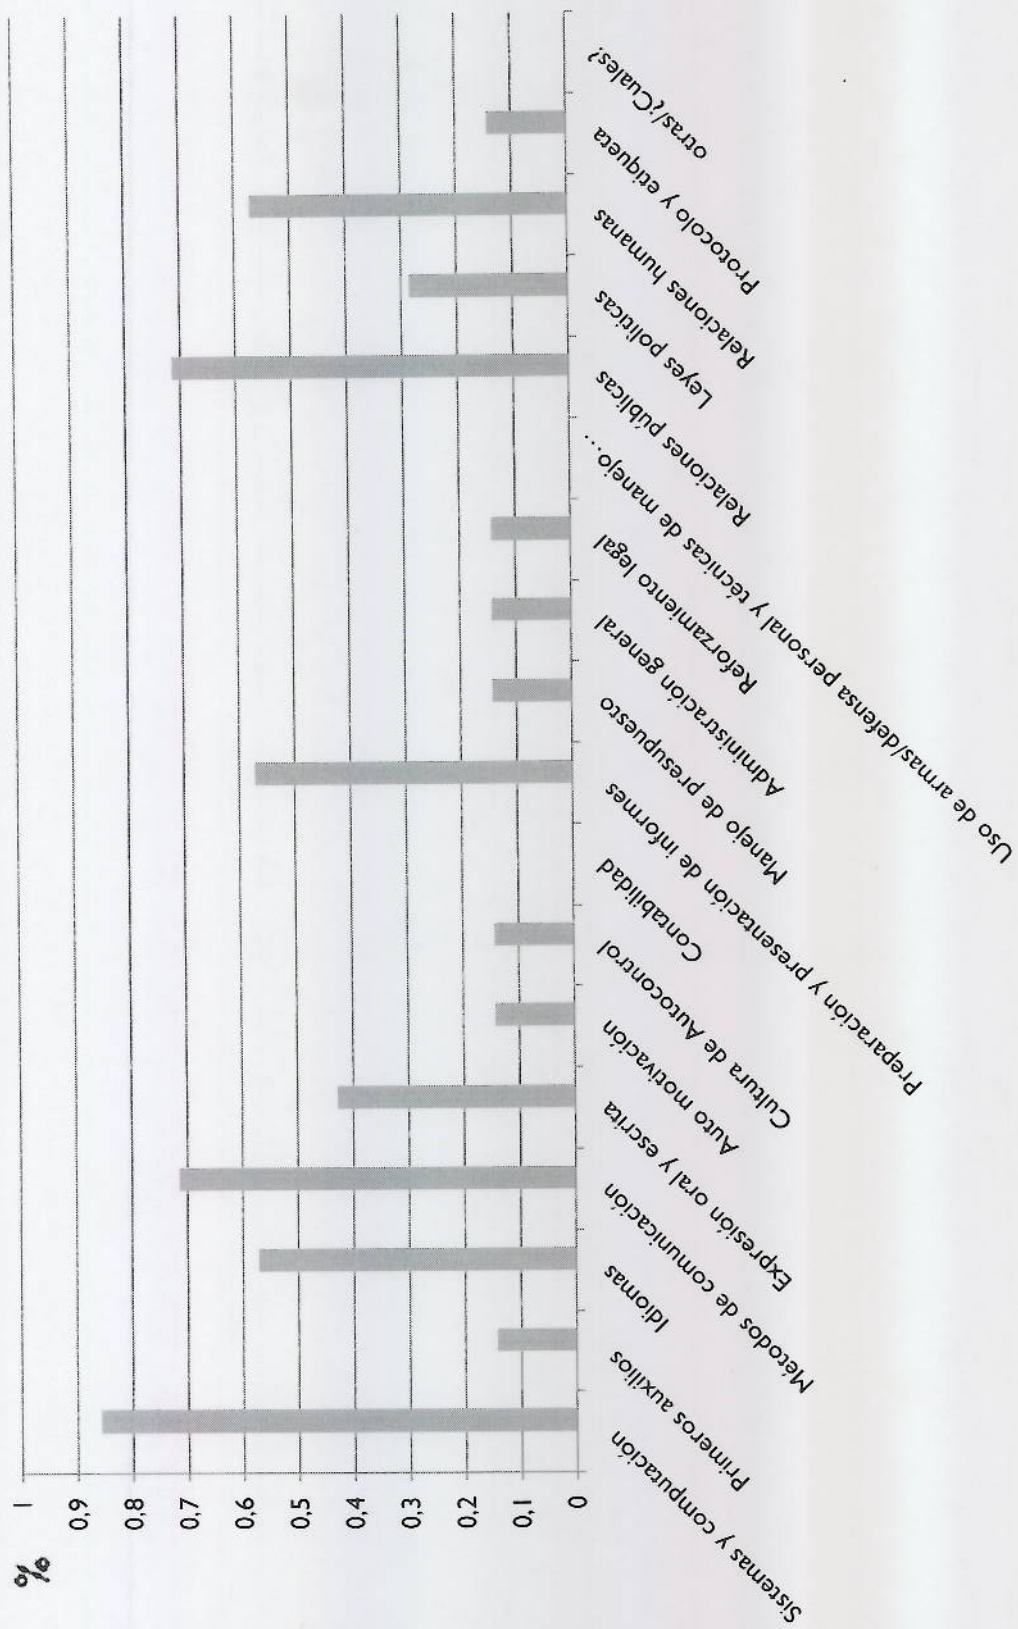 %
1
0,9
0,8
0,7
0,6
0,5
0,4
0,3
0,2
0,1
0
Sistemas y computación
Primeros auxilios
Idiomas
Métodos de comunicación
Expresión oral y escrita
Auto motivación
Cultura de Autocontrol
Contabilidad
Preparación y presentación de informes
Manejo de presupuesto
Administración general
Reforzamiento legal
Uso de armas/defensa personal y técnicas de manejo...
Relaciones públicas
Leyes políticas
Relaciones humanas
Protocolo y etiqueta
otras/¿Cuales?